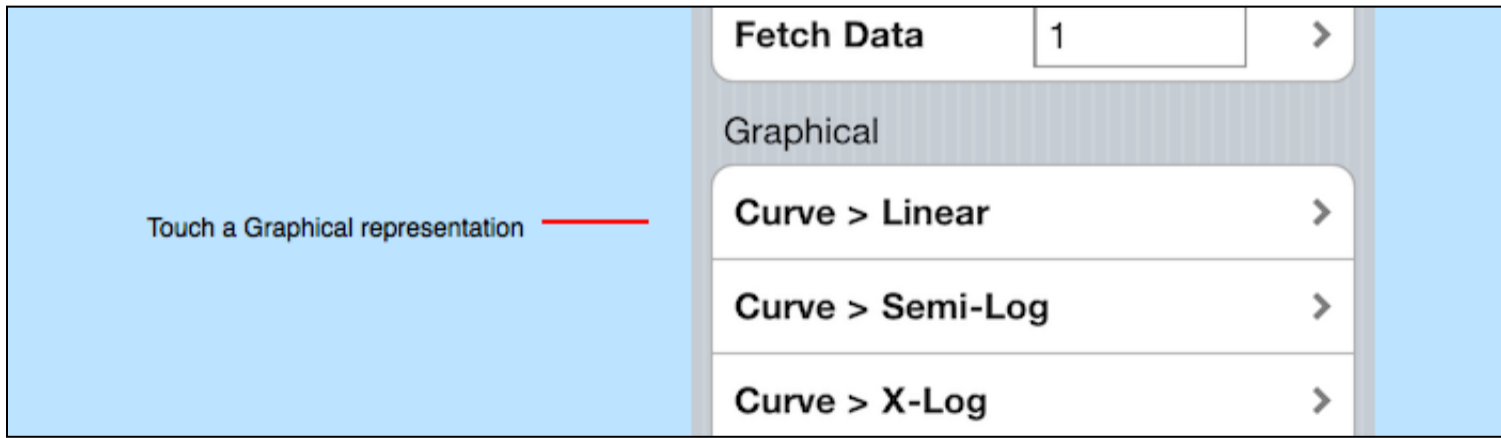 Fetch Data 1 >
Graphical
Touch a Graphical representation
Curve > Linear >
Curve > Semi-Log >
Curve > X-Log >